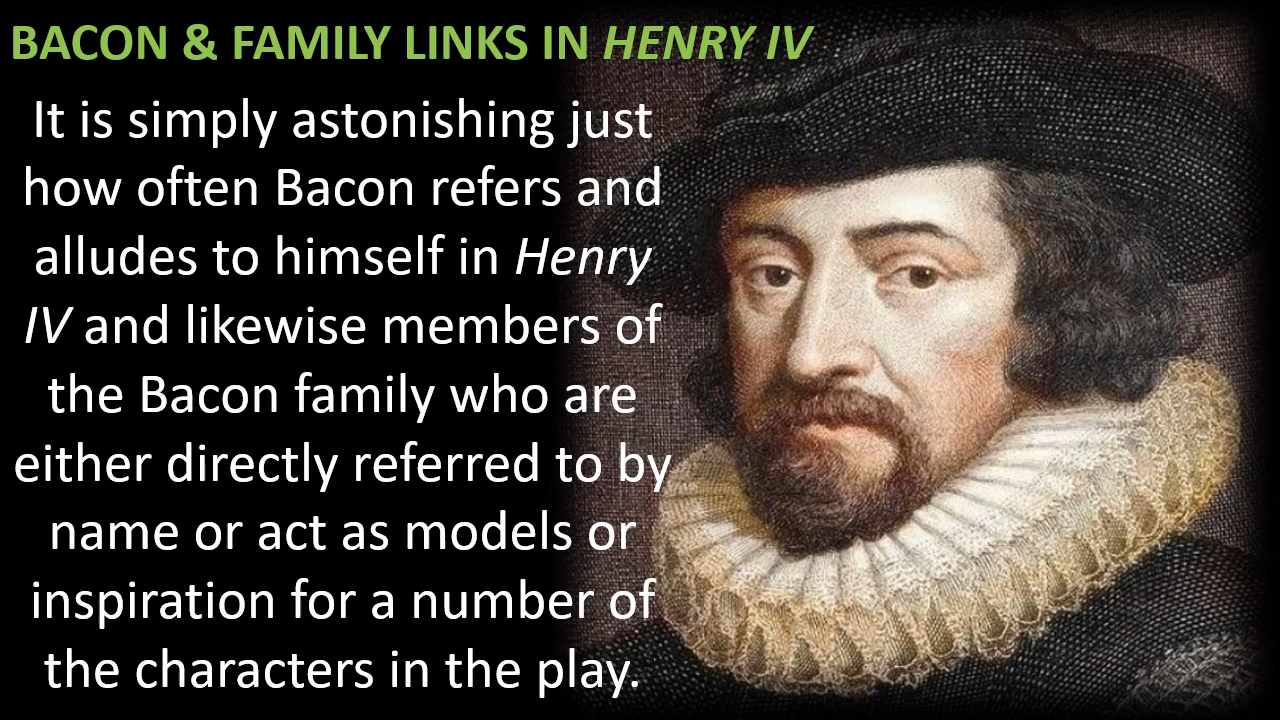 BACON & FAMILY LINKS IN HENRY IV
It is simply astonishing just
how often Bacon refers and
alludes to himself in Henry
IV and likewise members of
the Bacon family who are
either directly referred to by
name or act as models or
inspiration for a number of
the characters in the play.